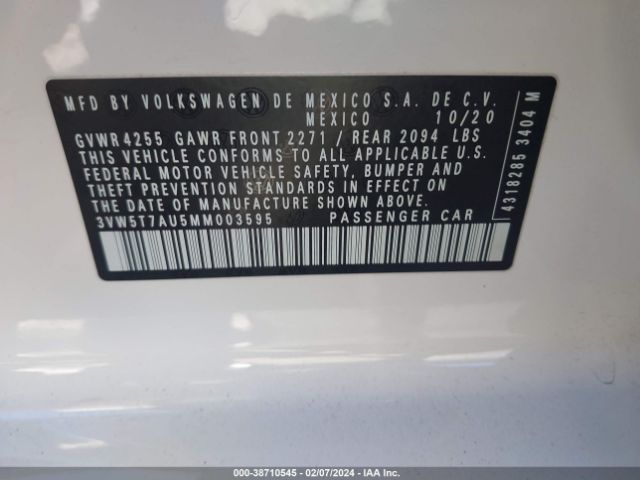 MFD BY VOLKSWAGEN DE MEXICO S.A. DE C.V.
MEXICO 10/20
GVWR 4255 GAWR FRONT 2271 / REAR 2094 LBS
THIS VEHICLE CONFORMS TO ALL APPLICABLE U.S.
FEDERAL MOTOR VEHICLE SAFETY, BUMPER AND
THEFT PREVENTION STANDARDS IN EFFECT ON
THE DATE OF MANUFACTURE SHOWN ABOVE.
3VW5T7AU5MM003595 PASSENGER CAR
4318285 3404 M
000-38710545 — 02/07/2024 — IAA Inc.